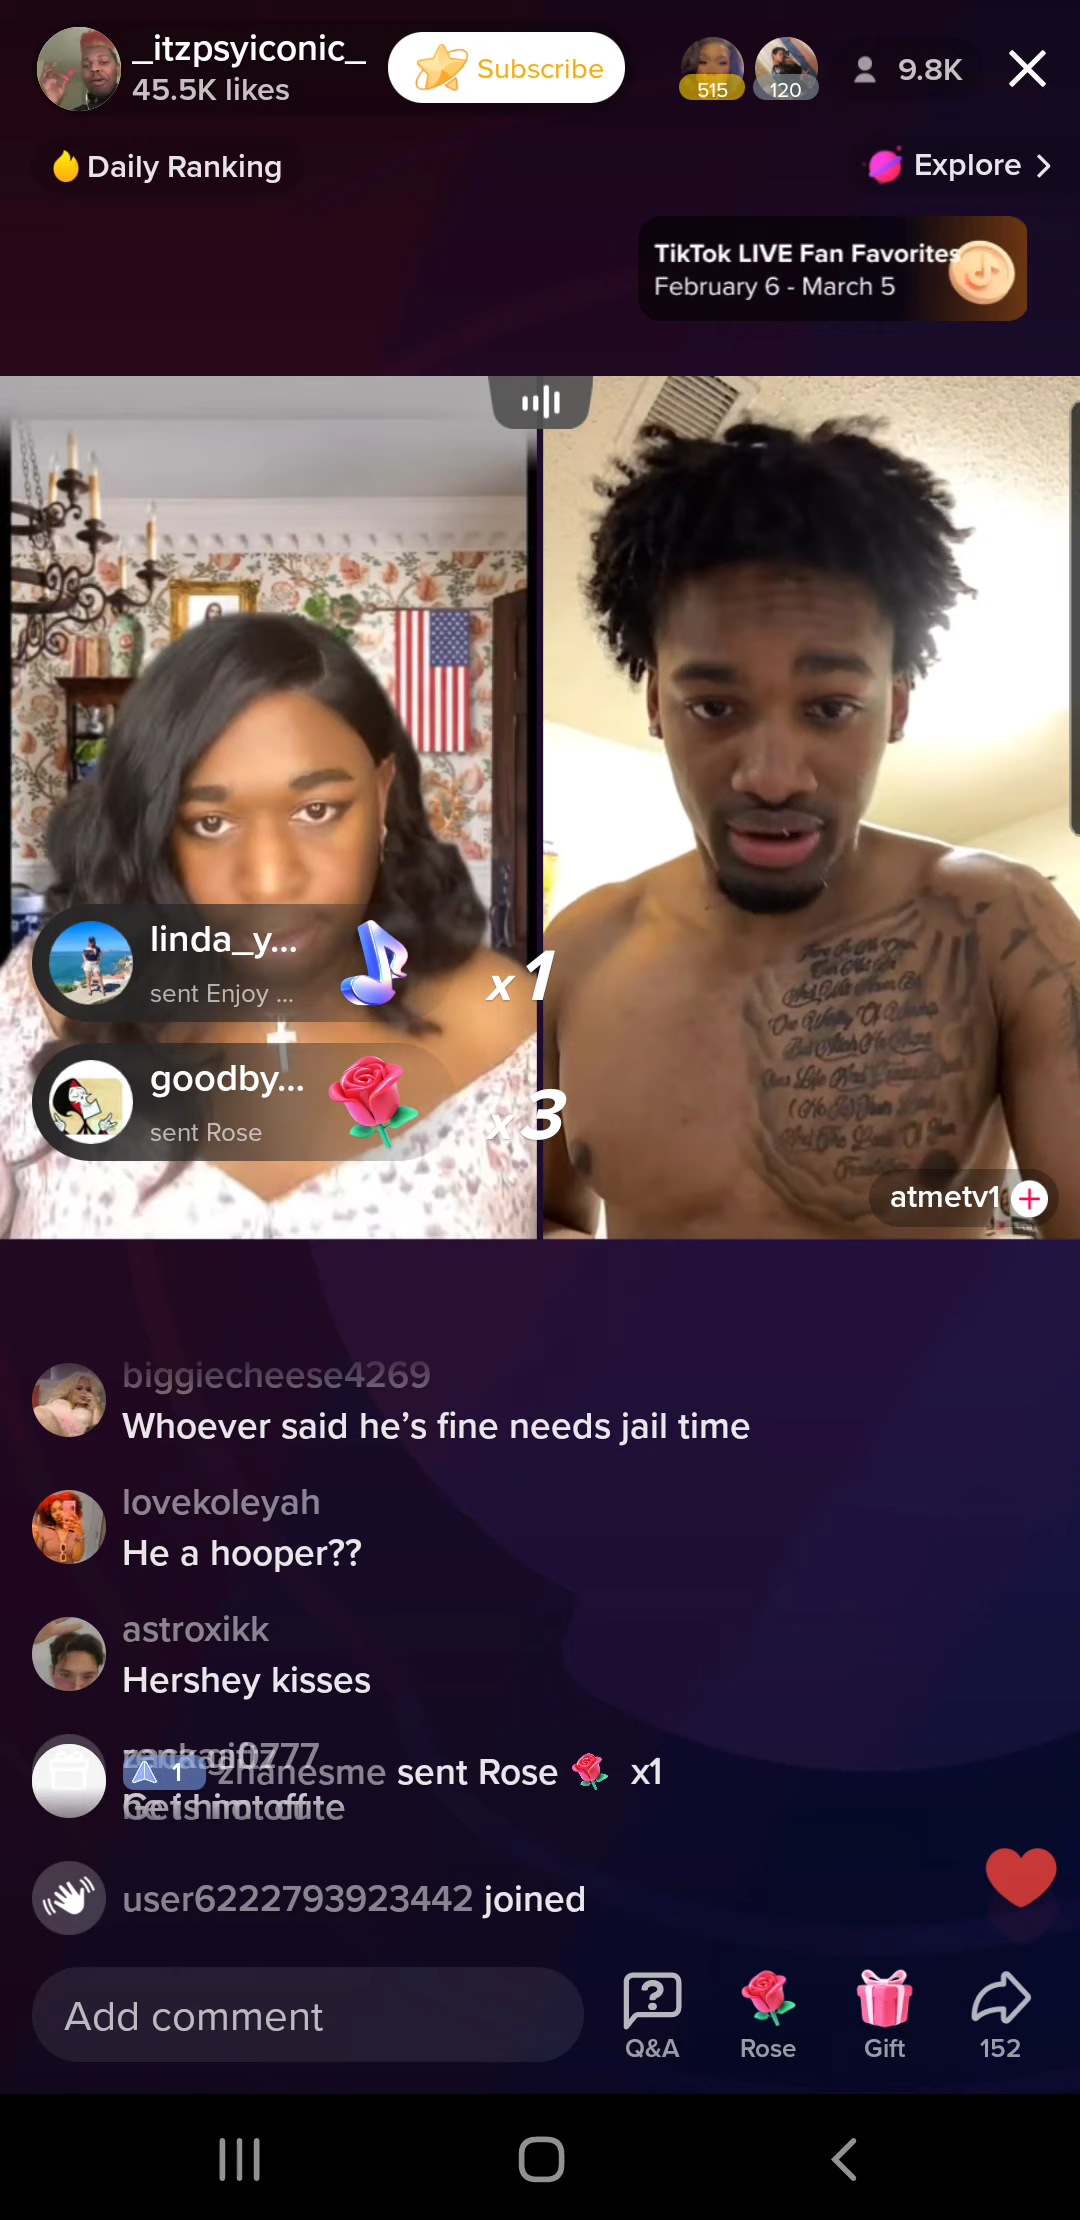 _itzpsyiconic_
45.5K likes
Subscribe
515
120
9.8K
Daily Ranking
Explore
TikTok LIVE Fan Favorites
February 6 - March 5
linda_y...
sent Enjoy ...
x1
goodby...
sent Rose
x3
atmetv1
biggiecheese4269
Whoever said he's fine needs jail time
lovekoleyah
He a hooper??
astroxikk
Hershey kisses
1 zhanesme sent Rose x1
user6222793923442 joined
Add comment
Q&A
Rose
Gift
152